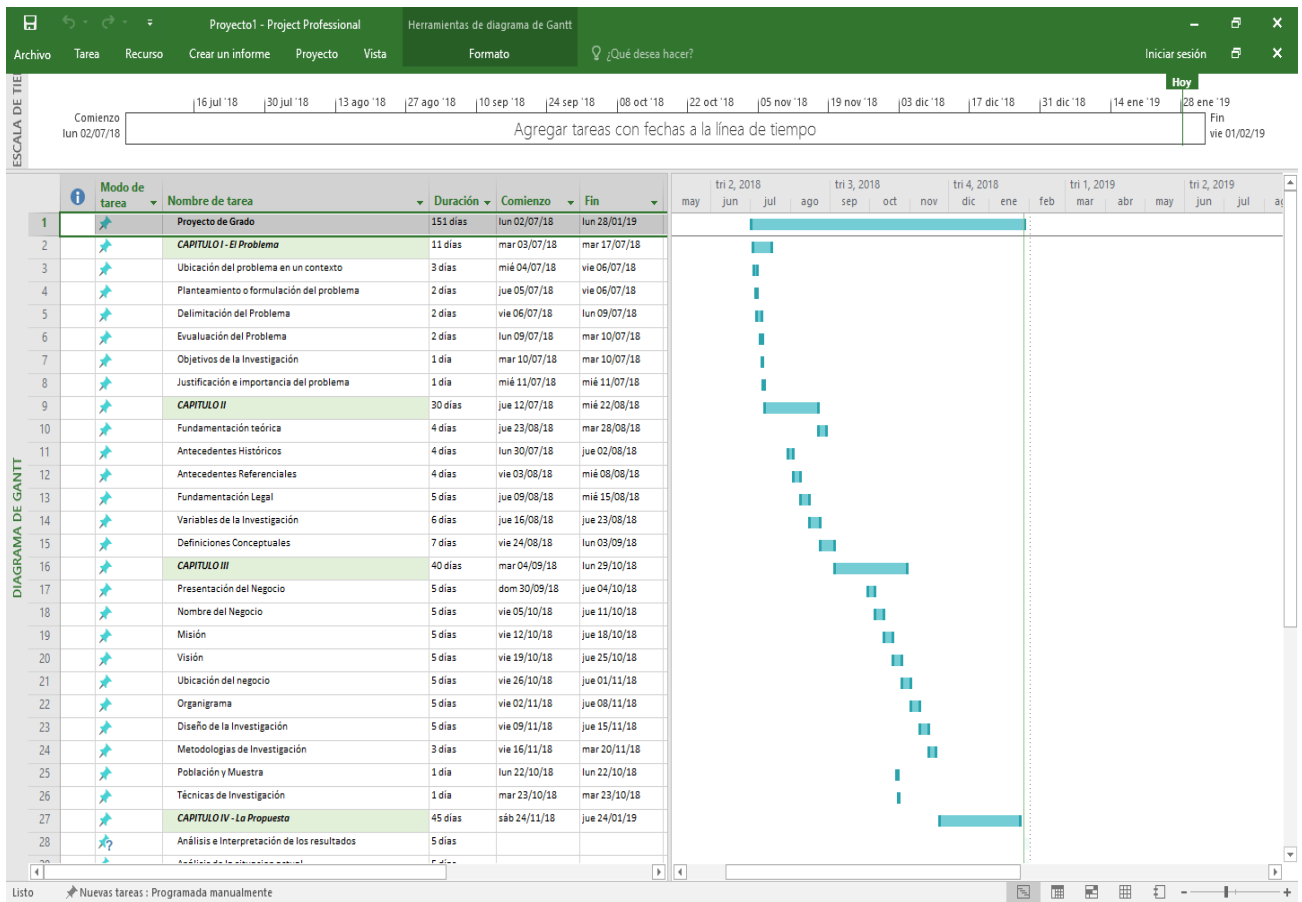 Proyecto1 - Project Professional
Herramientas de diagrama de Gantt
Archivo Tarea Recurso Crear un informe Proyecto Vista Formato ¿Qué desea hacer? Iniciar sesión
Hoy
16 jul '18 30 jul '18 13 ago '18 27 ago '18 10 sep '18 24 sep '18 08 oct '18 22 oct '18 05 nov '18 19 nov '18 03 dic '18 17 dic '18 31 dic '18 14 ene '19 28 ene '19
Comienzo
lun 02/07/18
Agregar tareas con fechas a la línea de tiempo
Fin
vie 01/02/19
ESCALA DE TIE
DIAGRAMA DE GANTT
Modo de tarea Nombre de tarea Duración Comienzo Fin
tri 2, 2018 tri 3, 2018 tri 4, 2018 tri 1, 2019 tri 2, 2019
may jun jul ago sep oct nov dic ene feb mar abr may jun jul
1 Proyecto de Grado 151 días lun 02/07/18 lun 28/01/19
2 CAPITULO I - El Problema 11 días mar 03/07/18 mar 17/07/18
3 Ubicación del problema en un contexto 3 días mié 04/07/18 vie 06/07/18
4 Planteamiento o formulación del problema 2 días jue 05/07/18 vie 06/07/18
5 Delimitación del Problema 2 días vie 06/07/18 lun 09/07/18
6 Evualuación del Problema 2 días lun 09/07/18 mar 10/07/18
7 Objetivos de la Investigación 1 día mar 10/07/18 mar 10/07/18
8 Justificación e importancia del problema 1 día mié 11/07/18 mié 11/07/18
9 CAPITULO II 30 días jue 12/07/18 mié 22/08/18
10 Fundamentación teórica 4 días jue 23/08/18 mar 28/08/18
11 Antecedentes Históricos 4 días lun 30/07/18 jue 02/08/18
12 Antecedentes Referenciales 4 días vie 03/08/18 mié 08/08/18
13 Fundamentación Legal 5 días jue 09/08/18 mié 15/08/18
14 Variables de la Investigación 6 días jue 16/08/18 jue 23/08/18
15 Definiciones Conceptuales 7 días vie 24/08/18 lun 03/09/18
16 CAPITULO III 40 días mar 04/09/18 lun 29/10/18
17 Presentación del Negocio 5 días dom 30/09/18 jue 04/10/18
18 Nombre del Negocio 5 días vie 05/10/18 jue 11/10/18
19 Misión 5 días vie 12/10/18 jue 18/10/18
20 Visión 5 días vie 19/10/18 jue 25/10/18
21 Ubicación del negocio 5 días vie 26/10/18 jue 01/11/18
22 Organigrama 5 días vie 02/11/18 jue 08/11/18
23 Diseño de la Investigación 5 días vie 09/11/18 jue 15/11/18
24 Metodologias de Investigación 3 días vie 16/11/18 mar 20/11/18
25 Población y Muestra 1 día lun 22/10/18 lun 22/10/18
26 Técnicas de Investigación 1 día mar 23/10/18 mar 23/10/18
27 CAPITULO IV - La Propuesta 45 días sáb 24/11/18 jue 24/01/19
28 Análisis e Interpretación de los resultados 5 días
Listo Nuevas tareas : Programada manualmente